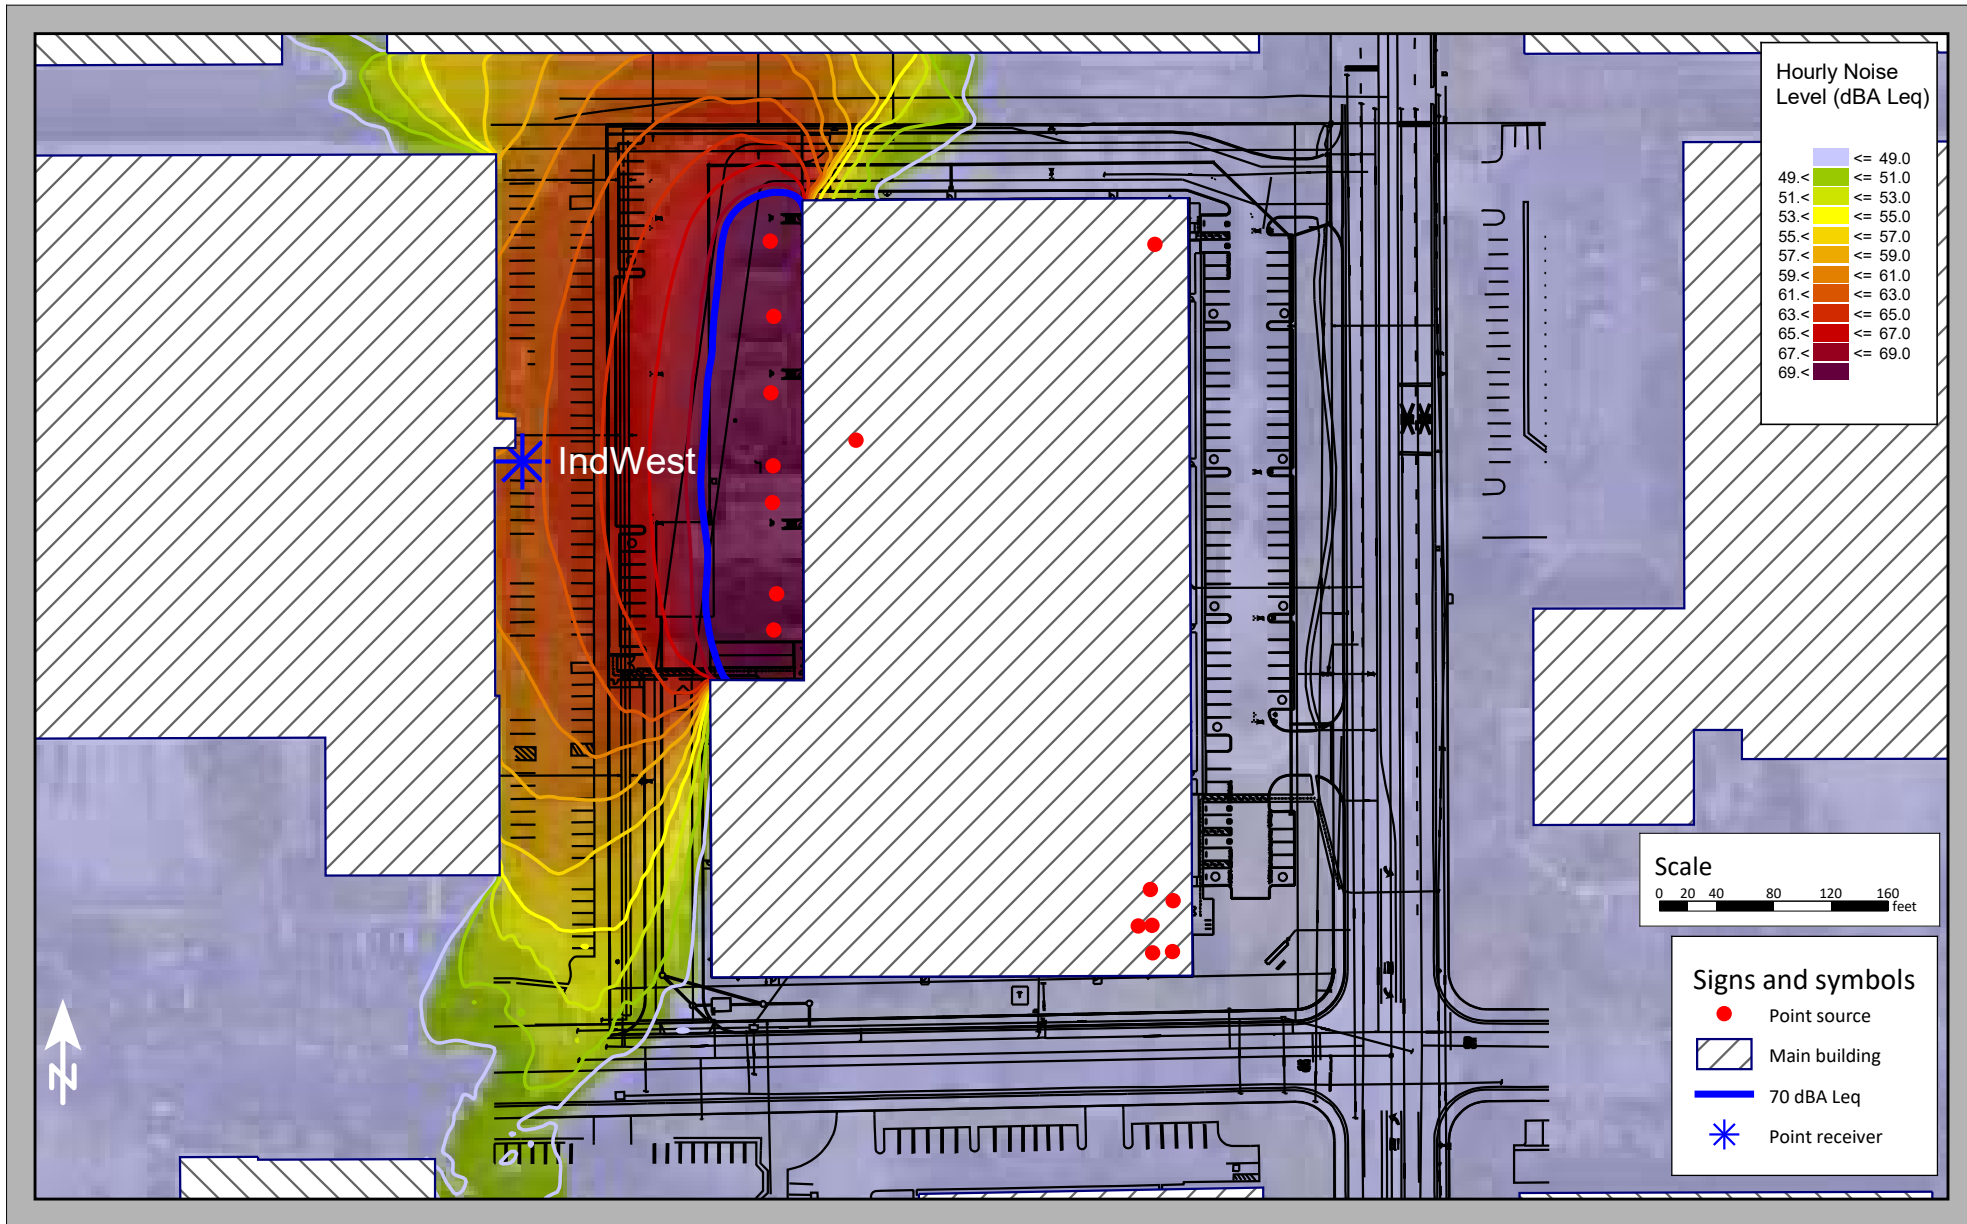 Hourly Noise
Level (dBA Leq)
<= 49.0
49.< <= 51.0
51.< <= 53.0
53.< <= 55.0
55.< <= 57.0
57.< <= 59.0
59.< <= 61.0
61.< <= 63.0
63.< <= 65.0
65.< <= 67.0
67.< <= 69.0
69.<
IndWest
Scale
0 20 40 80 120 160
feet
Signs and symbols
Point source
Main building
70 dBA Leq
Point receiver
N